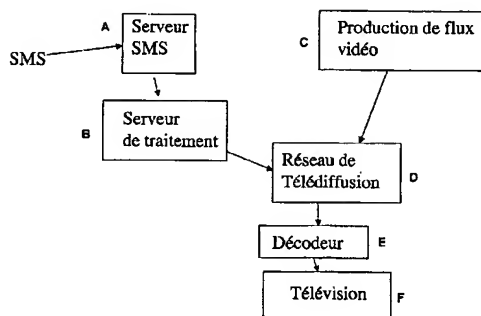 A
Serveur
SMS
SMS
C
Production de flux
vidéo
B
Serveur
de traitement
Réseau de
Télédiffusion
D
Décodeur
E
Télévision
F